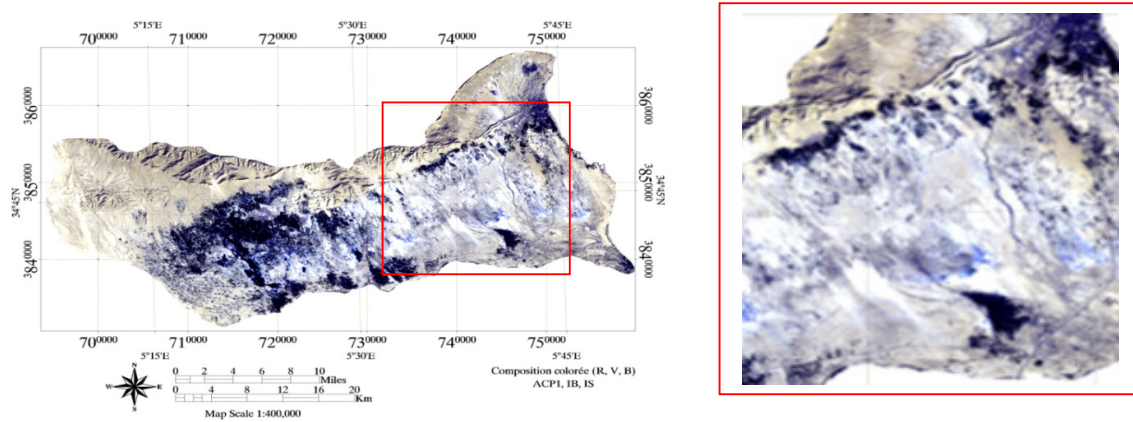 5°15'E 5°30'E 5°45'E
700000 710000 720000 730000 740000 750000
3860000 3860000
3850000 3850000
34°45'N 34°45'N
3840000 3840000
700000 710000 720000 730000 740000 750000
5°15'E 5°30'E 5°45'E
N
W E
S
0 2 4 6 8 10
Miles
0 4 8 12 16 20
Km
Map Scale 1:400,000
Composition colorée (R, V, B)
ACP1, IB, IS